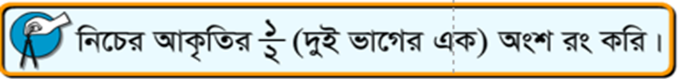 নিচের আকৃতির ১/২ (দুই ভাগের এক) অংশ রং করি।